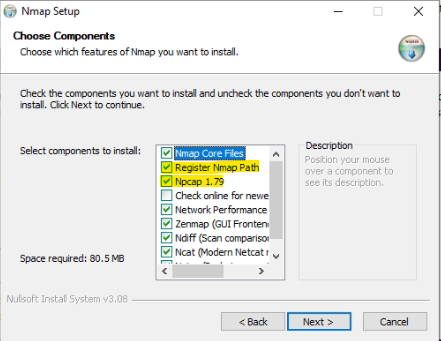 Nmap Setup
Choose Components
Choose which features of Nmap you want to install.
Check the components you want to install and uncheck the components you don't want to
install. Click Next to continue.
Select components to install:
Nmap Core Files
Register Nmap Path
Npcap 1.79
Check online for newe
Network Performance
Zenmap (GUI Fronten
Ndiff (Scan comparison
Ncat (Modern Netcat r
Description
Position your mouse
over a component to
see its description.
Space required: 80.5 MB
Nullsoft Install System v3.08
< Back
Next >
Cancel